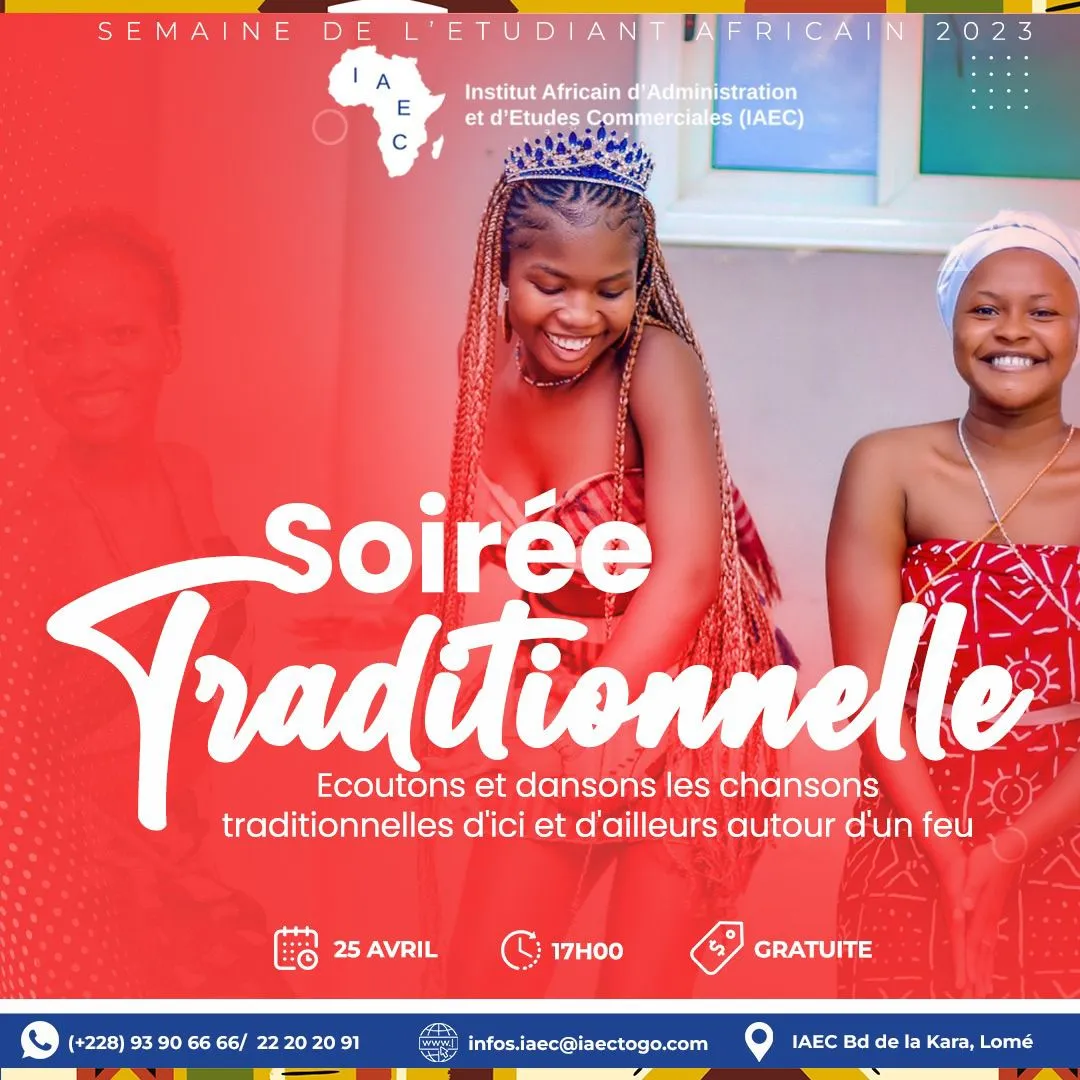 SEMAINE DE L'ETUDIANT AFRICAIN 2023
I A E C
Institut Africain d'Administration
et d'Etudes Commerciales (IAEC)
Soirée
Traditionnelle
Ecoutons et dansons les chansons
traditionnelles d'ici et d'ailleurs autour d'un feu
25 AVRIL
17H00
$
GRATUITE
(+228) 93 90 66 66/ 22 20 20 91
www.
infos.iaec@iaectogo.com
IAEC Bd de la Kara, Lomé